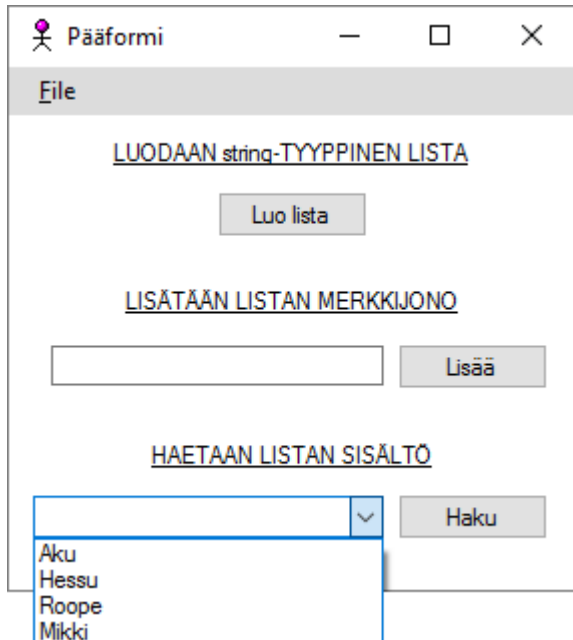 Pääformi
File
LUODAAN string-TYYPPINEN LISTA
Luo lista
LISÄTÄÄN LISTAN MERKKIJONO
Lisää
HAETAAN LISTAN SISÄLTÖ
Haku
Aku
Hessu
Roope
Mikki